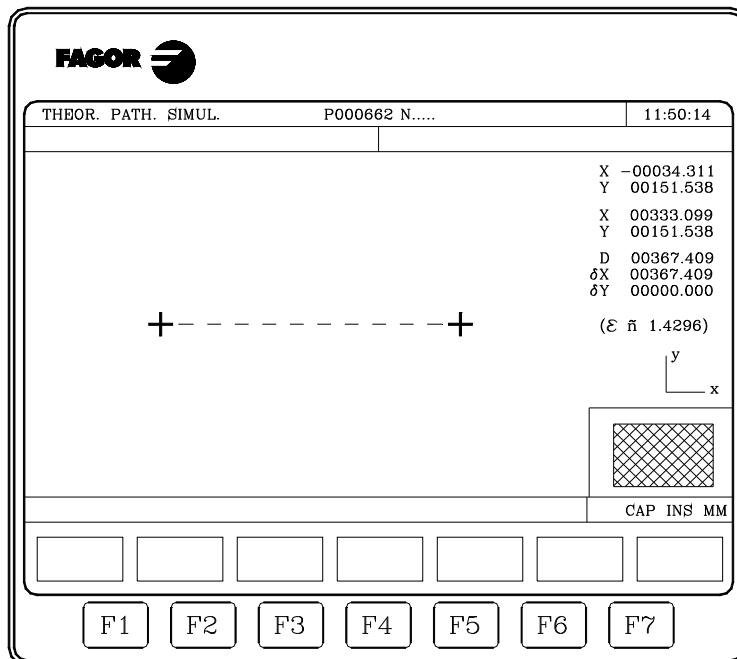 FAGOR
THEOR. PATH. SIMUL. P000662 N..... 11:50:14
X -00034.311
Y 00151.538
X 00333.099
Y 00151.538
D 00367.409
δX 00367.409
δY 00000.000
(Ɛ ñ 1.4296)
y
x
CAP INS MM
F1 F2 F3 F4 F5 F6 F7